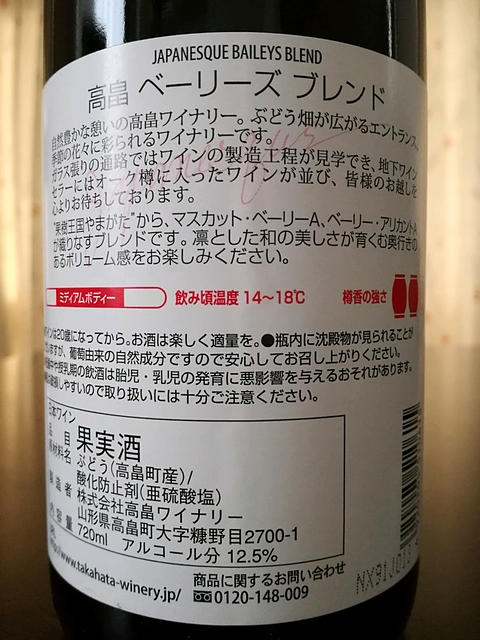 JAPANESQUE BAILEYS BLEND
高畠 ベーリーズ ブレンド
自然豊かな憩いの高畠ワイナリー。ぶどう畑が広がるエントランス、
季節の花々に彩られるワイナリーです。
ガラス張りの通路ではワインの製造工程が見学でき、地下ワイン
セラーにはオーク樽に入ったワインが並び、皆様のお越しを
心よりお待ちしております。
"果樹王国やまがた"から、マスカット・ベーリーA、ベーリー・アリカントA
が織りなすブレンドです。凛とした和の美しさが育くむ奥行きの
あるボリューム感をお楽しみください。
ミディアムボディー 飲み頃温度 14~18℃ 樽香の強さ
ワインは20歳になってから。お酒は楽しく適量を。●瓶内に沈殿物が見られることが
ますが、葡萄由来の自然成分ですので安心してお召し上がりください。
中や授乳期の飲酒は胎児・乳児の発育に悪影響を与えるおそれがあります。
破損しやすいので取り扱いには十分ご注意ください。
日本ワイン
品目 果実酒
原材料名 ぶどう(高畠町産)/
酸化防止剤(亜硫酸塩)
製造者 株式会社高畠ワイナリー
山形県高畠町大字糠野目2700-1
内容量 720ml アルコール分 12.5%
http://www.takahata-winery.jp/
商品に関するお問い合わせ
0120-148-009